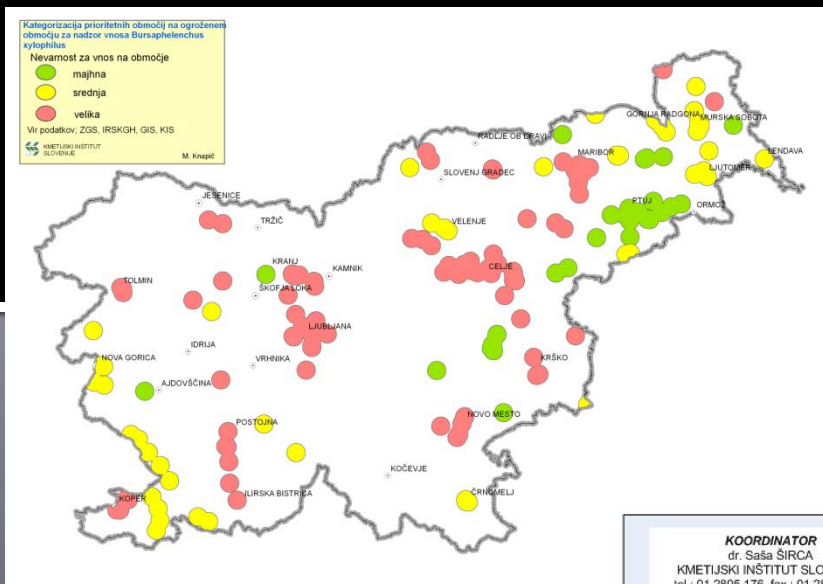 Kategorizacija prioritetnih območij na ogroženem
območju za nadzor vnosa Bursaphelenchus
xylophilus
Nevarnost za vnos na območje
majhna
srednja
velika
Vir podatkov; ZGS, IRSKGH, GIS, KIS
KMETIJSKI INŠTITUT
SLOVENIJE
M. Knapič
GORNJA RADGONA
MURSKA SOBOTA
RADLJE OB DRAVI
MARIBOR
LENDAVA
SLOVENJ GRADEC
LJUTOMER
JESENICE
PTUJ
ORMOŽ
TRŽIČ
VELENJE
KRANJ
KAMNIK
CELJE
TOLMIN
ŠKOFJA LOKA
LJUBLJANA
IDRIJA
NOVA GORICA
VRHNIKA
KRŠKO
AJDOVŠČINA
POSTOJNA
NOVO MESTO
KOČEVJE
KOPER
ILIRSKA BISTRICA
ČRNOMELJ
KOORDINATOR
dr. Saša ŠIRCA
KMETIJSKI INŠTITUT SLO